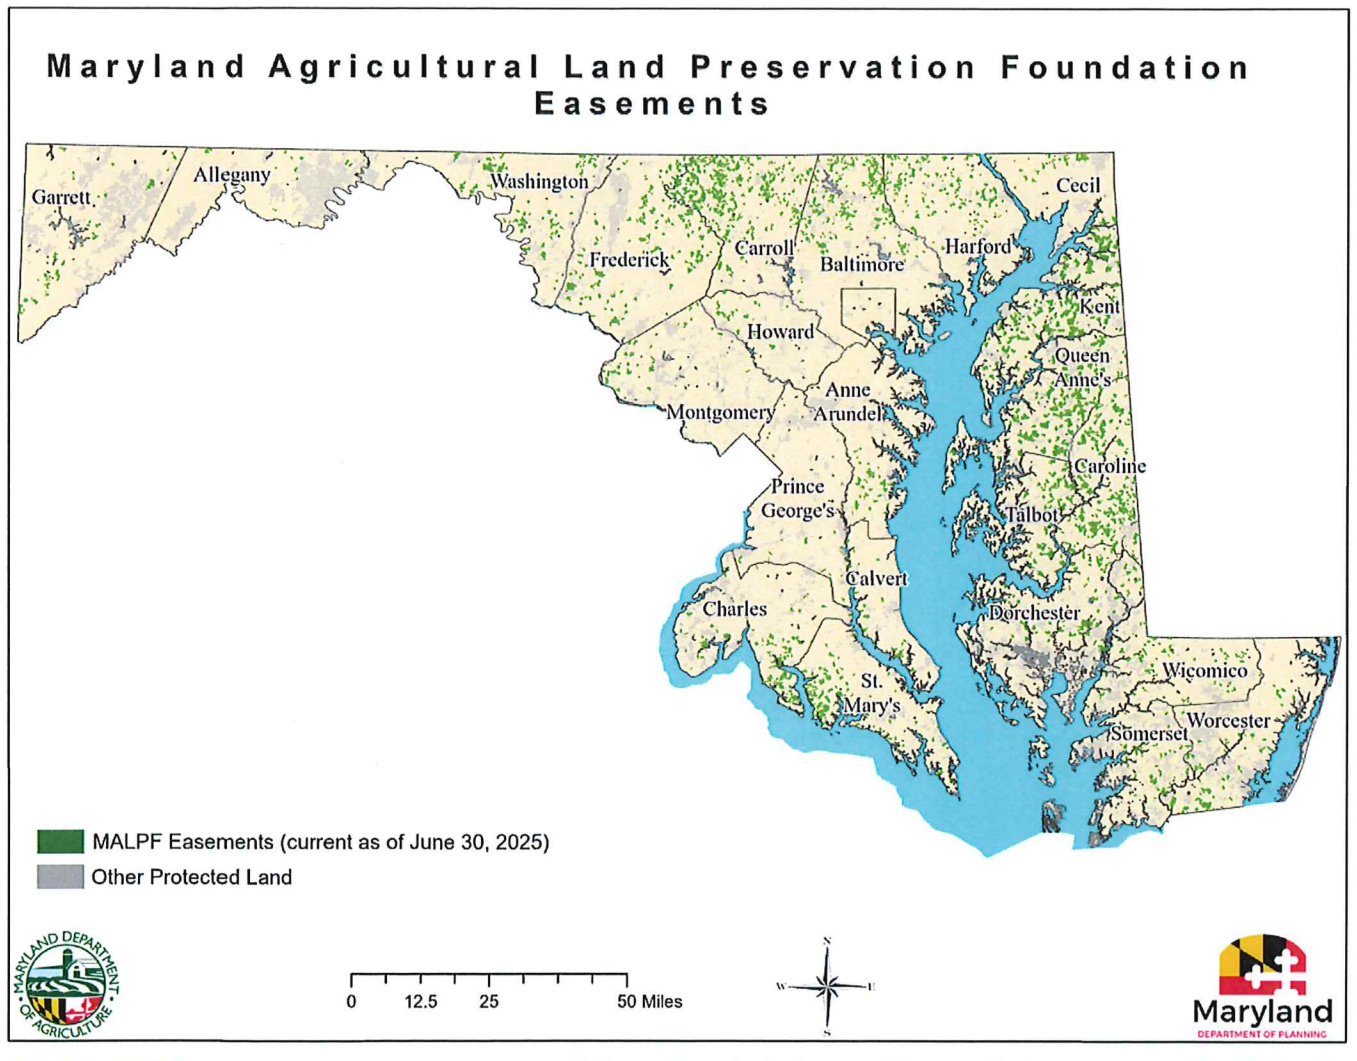 Maryland Agricultural Land Preservation Foundation
Easements
Garrett
Allegany
Washington
Frederick
Carroll
Baltimore
Harford
Cecil
Kent
Howard
Queen
Anne's
Montgomery
Anne
Arundel
Caroline
Prince
George's
Talbot
Calvert
Charles
Dorchester
St.
Mary's
Wicomico
Worcester
Somerset
MALPF Easements (current as of June 30, 2025)
Other Protected Land
MARYLAND DEPARTMENT
OF AGRICULTURE
0 12.5 25 50 Miles
N
W E
S
Maryland
DEPARTMENT OF PLANNING